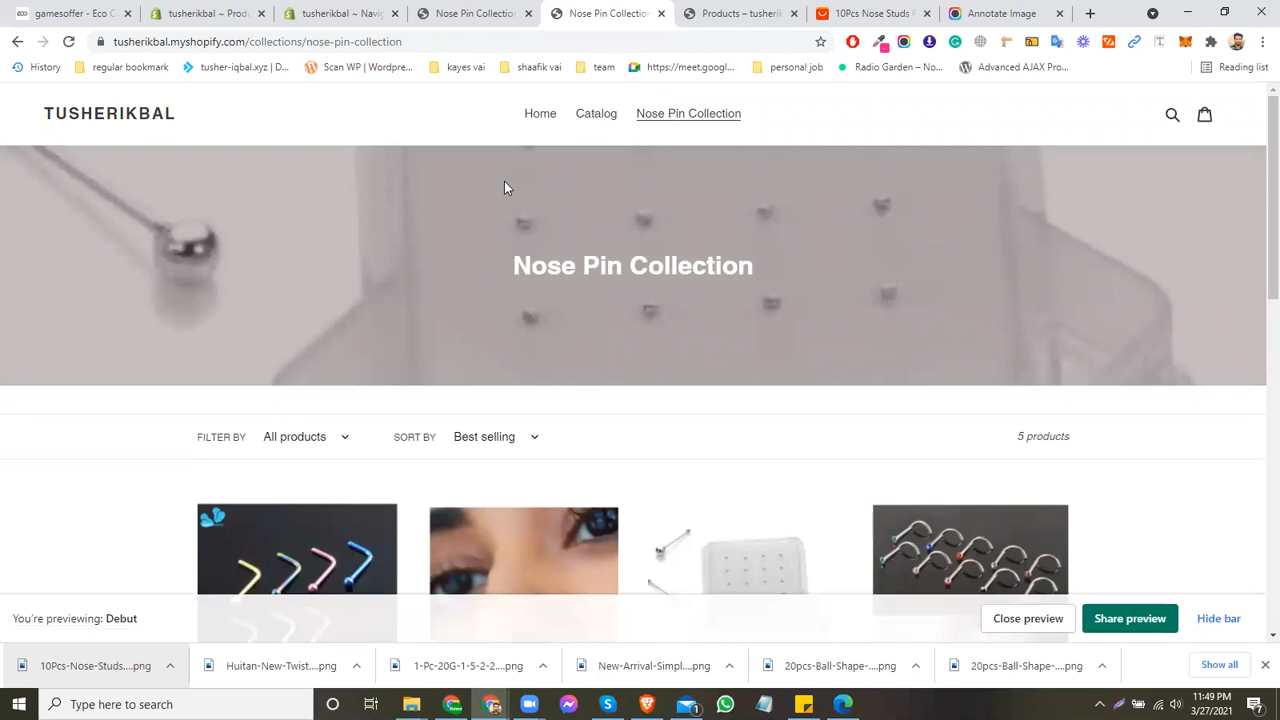 gamesoffer - Eco C
tusherikbal ~ Produ
tusherikbal ~ Navig
Nose Pin Collection
Nose Pin Collectio
Products – tusherik
10Pcs Nose Studs P
Annotate Image
tusherikbal.myshopify.com/collections/nose-pin-collection
History
regular bookmark
tusher-iqbal.xyz | D...
Scan WP | Wordpre...
kayes vai
shaafik vai
team
https://meet.googl...
personal job
Radio Garden – No...
Advanced AJAX Pro...
Reading list
TUSHERIKBAL
Home
Catalog
Nose Pin Collection
Nose Pin Collection
FILTER BY All products
SORT BY Best selling
5 products
You're previewing: Debut
Close preview
Share preview
Hide bar
10Pcs-Nose-Studs....png
Huitan-New-Twist....png
1-Pc-20G-1-5-2-2....png
New-Arrival-Simpl....png
20pcs-Ball-Shape-....png
20pcs-Ball-Shape-....png
Show all
Type here to search
1
11:49 PM
3/27/2021
7